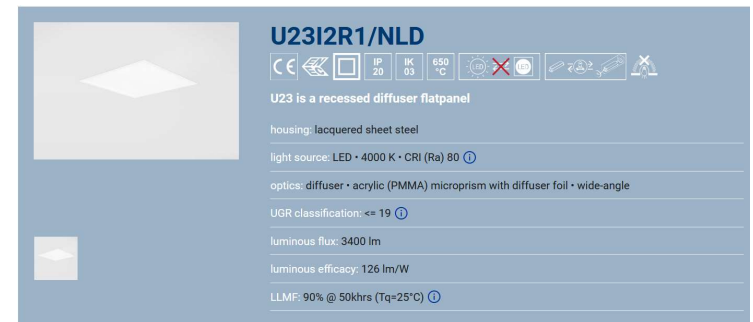 U23I2R1/NLD
CE IP 20 IK 03 650 °C LED LED
U23 is a recessed diffuser flatpanel
housing: lacquered sheet steel
light source: LED • 4000 K • CRI (Ra) 80 i
optics: diffuser • acrylic (PMMA) microprism with diffuser foil • wide-angle
UGR classification: <= 19 i
luminous flux: 3400 lm
luminous efficacy: 126 lm/W
LLMF: 90% @ 50khrs (Tq=25°C) i